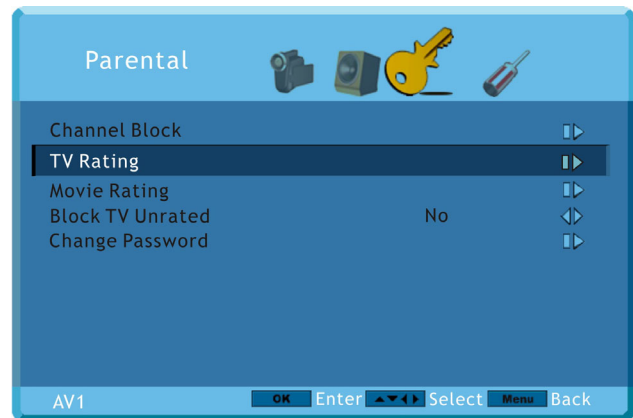 Parental
Channel Block
TV Rating
Movie Rating
Block TV Unrated No
Change Password
AV1 OK Enter Select Menu Back